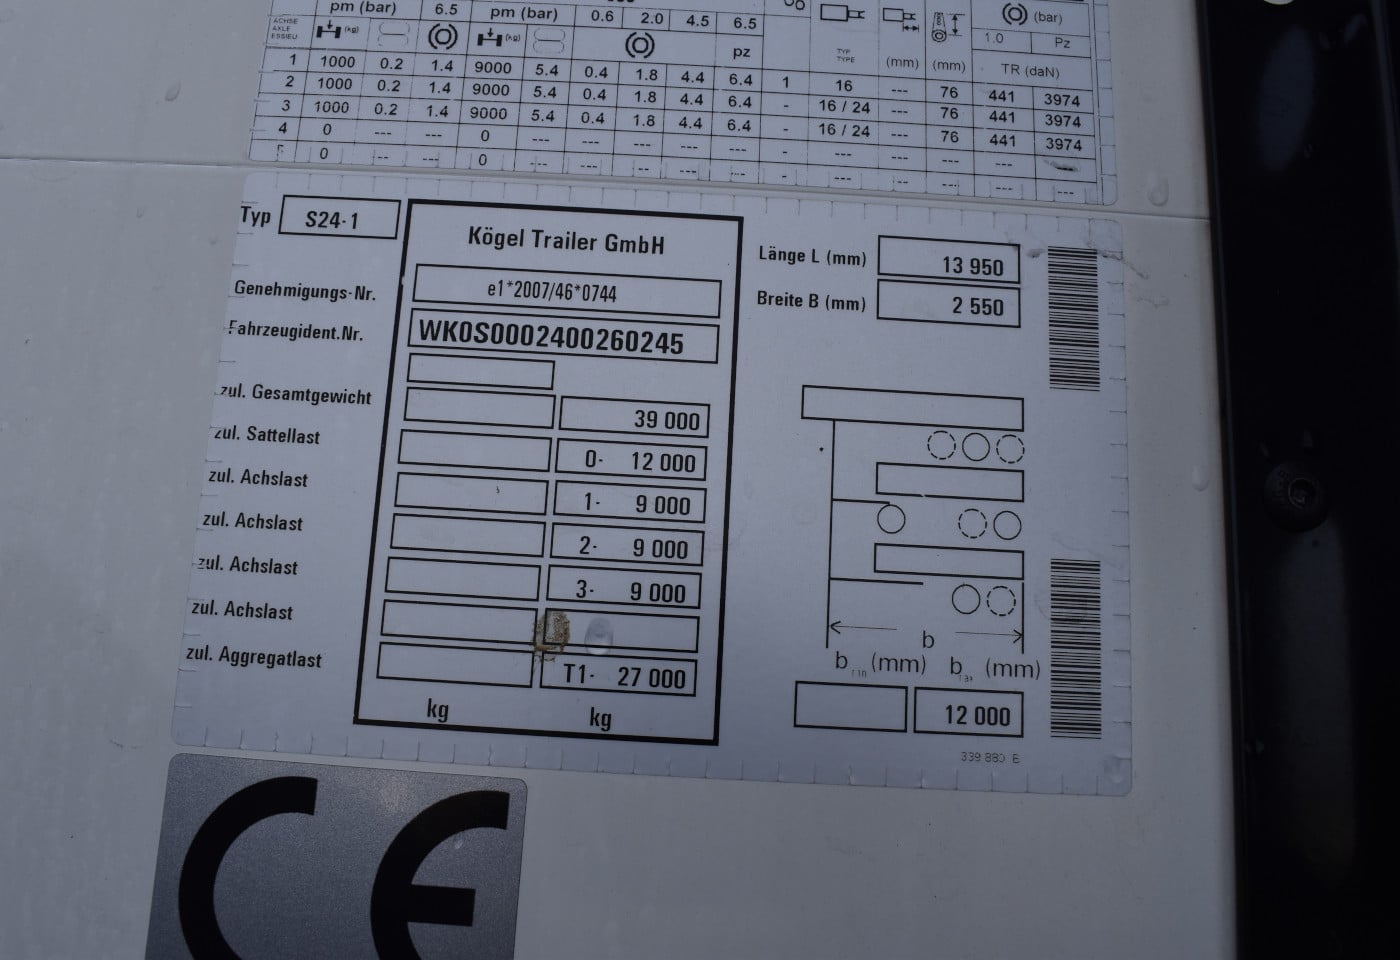 pm (bar) 6.5 pm (bar) 0.6 2.0 4.5 6.5 (bar)
ACHSE AXLE ESSIEU (kg) (kg) pz TYP TYPE (mm) (mm) 1.0 Pz
TR (daN)
1 1000 0.2 1.4 9000 5.4 0.4 1.8 4.4 6.4 1 16 --- 76 441 3974
2 1000 0.2 1.4 9000 5.4 0.4 1.8 4.4 6.4 - 16 / 24 --- 76 441 3974
3 1000 0.2 1.4 9000 5.4 0.4 1.8 4.4 6.4 - 16 / 24 --- 76 441 3974
4 0 --- --- 0 --- --- --- --- --- - --- --- --- ---
5 0 --- --- 0 --- --- --- --- --- - --- --- --- --- ---
Typ S24-1
Kögel Trailer GmbH
Länge L (mm) 13 950
Genehmigungs-Nr. e1*2007/46*0744
Breite B (mm) 2 550
Fahrzeugident.Nr. WK0S0002400260245
zul. Gesamtgewicht 39 000
zul. Sattellast 0- 12 000
zul. Achslast 1- 9 000
zul. Achslast 2- 9 000
zul. Achslast 3- 9 000
zul. Achslast
zul. Aggregatlast T1- 27 000
kg kg
b
b (mm) b (mm)
12 000
CE